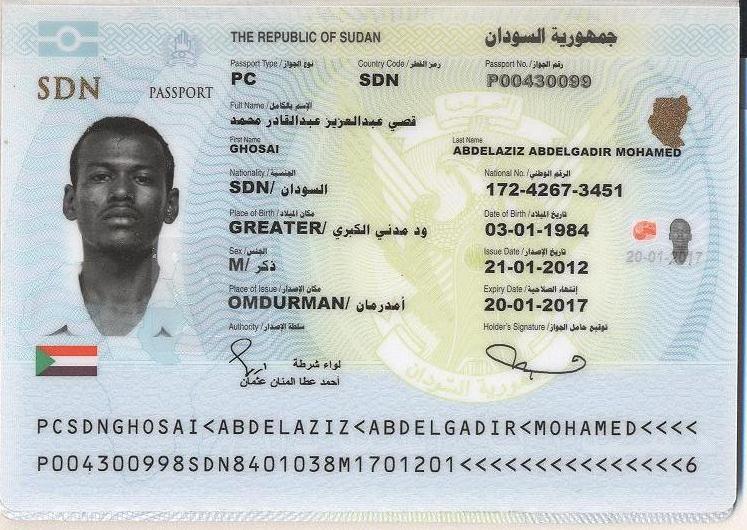 THE REPUBLIC OF SUDAN جمهورية السودان
SDN PASSPORT
Passport Type / نوع الجواز Country Code / رمز القطر Passport No. / رقم الجواز
PC SDN P00430099
Full Name / الإسم بالكامل
قصي عبدالعزيز عبدالقادر محمد
First Name Last Name
GHOSAI ABDELAZIZ ABDELGADIR MOHAMED
Nationality / الجنسية National No. / الرقم الوطني
SDN/ السودان 172-4267-3451
Place of Birth / مكان الميلاد Date of Birth / تاريخ الميلاد
GREATER/ ود مدني الكبري 03-01-1984
Sex / الجنس Issue Date / تاريخ الإصدار
M/ ذكر 21-01-2012
20-01-2017
Place of Issue / مكان الإصدار Expiry Date / إنتهاء الصلاحية
OMDURMAN/ أمدرمان 20-01-2017
Authority / سلطة الإصدار Holder's Signature / توقيع حامل الجواز
لواء شرطة
أحمد عطا المنان عثمان
جمهورية السودان
PCSDNGHOSAI<ABDELAZIZ<ABDELGADIR<MOHAMED<<<<
P004300998SDN8401038M1701201<<<<<<<<<<<<<<<6